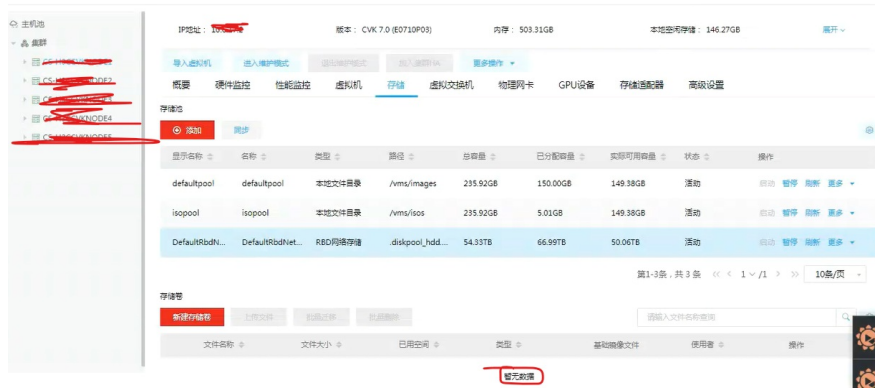 主机池
IP地址： 版本： CVK 7.0 (E0710P03) 内存： 503.31GB 本地空闲存储： 146.27GB 展开
集群
导入虚拟机 进入维护模式 退出维护模式 更多操作
NODE2
概要 硬件监控 性能监控 虚拟机 存储 虚拟交换机 物理网卡 GPU设备 存储适配器 高级设置
存储池
CVKNODE4
添加 同步
CVKNODE5
显示名称 名称 类型 路径 总容量 已分配容量 实际可用容量 状态 操作
defaultpool defaultpool 本地文件目录 /vms/images 235.92GB 150.00GB 149.38GB 活动 启动 暂停 刷新 更多
isopool isopool 本地文件目录 /vms/isos 235.92GB 5.01GB 149.38GB 活动 启动 暂停 刷新 更多
DefaultRbdN... DefaultRbdNet... RBD网络存储 .diskpool_hdd... 54.33TB 66.99TB 50.06TB 活动 启动 暂停 刷新 更多
第1-3条，共 3 条 << < 1 /1 > >> 10条/页
存储卷
新建存储卷 上传文件 批量迁移 批量删除 请输入文件名称查询
文件名称 文件大小 已用空间 类型 基础镜像文件 使用者 操作
暂无数据